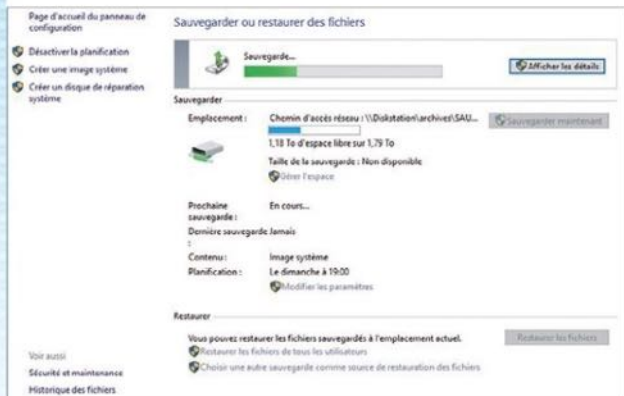 Page d'accueil du panneau de
configuration
Désactiver la planification
Créer une image système
Créer un disque de réparation
système
Voir aussi
Sécurité et maintenance
Historique des fichiers
Sauvegarder ou restaurer des fichiers
Sauvegarde...
Afficher les détails
Sauvegarder
Emplacement : Chemin d'accès réseau : \\Diskstation\archives\SAU... Sauvegarder maintenant
1,18 To d'espace libre sur 1,79 To
Taille de la sauvegarde : Non disponible
Gérer l'espace
Prochaine En cours...
sauvegarde :
Dernière sauvegarde Jamais
:
Contenu : Image système
Planification : Le dimanche à 19:00
Modifier les paramètres
Restaurer
Vous pouvez restaurer les fichiers sauvegardés à l'emplacement actuel. Restaurer les fichiers
Restaurer les fichiers de tous les utilisateurs
Choisir une autre sauvegarde comme source de restauration des fichiers